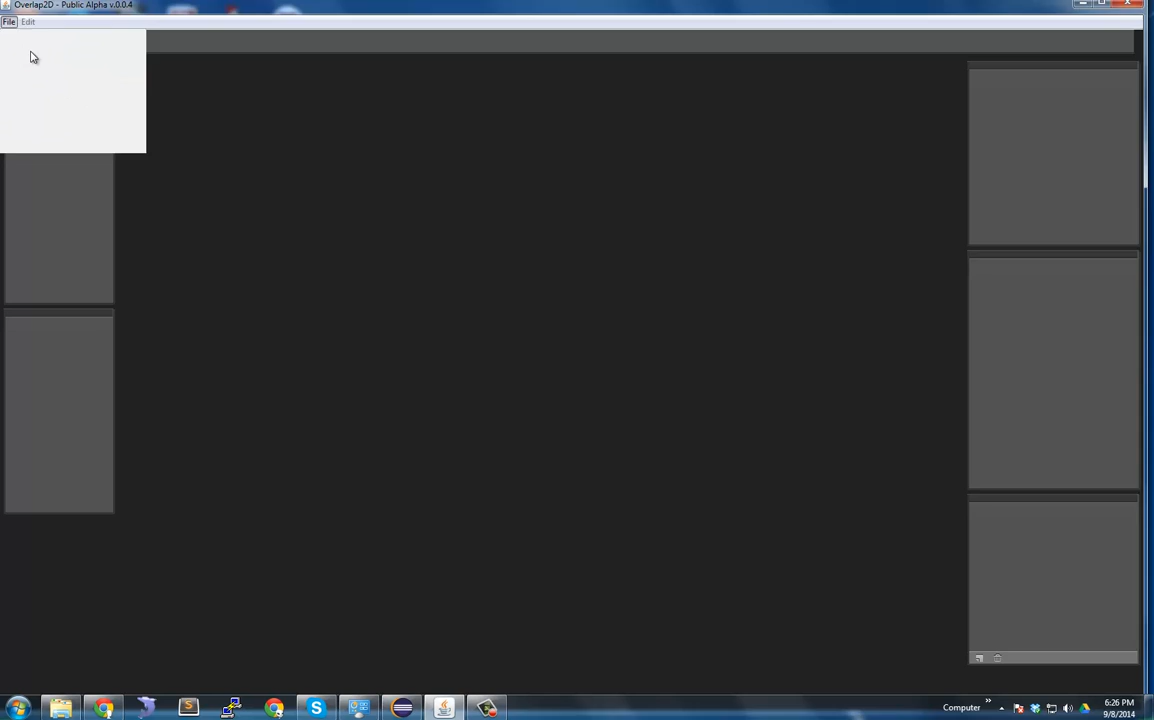 Overlap2D - Public Alpha v.0.0.4
File Edit
Computer
»
6:26 PM
9/8/2014